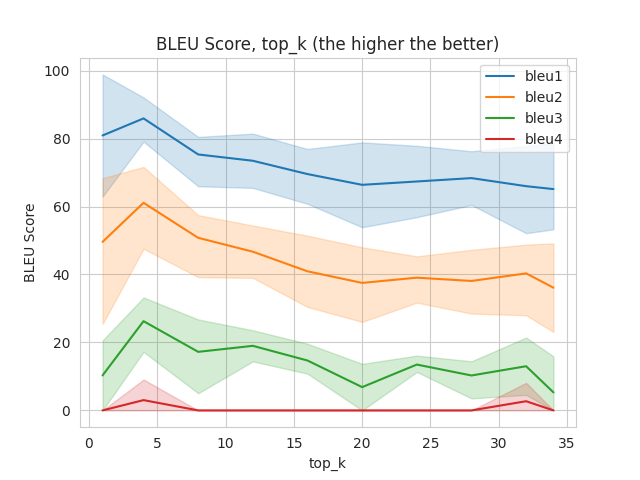 BLEU Score, top_k (the higher the better)
bleu1
bleu2
bleu3
bleu4
100
80
60
40
20
0
BLEU Score
0 5 10 15 20 25 30 35
top_k